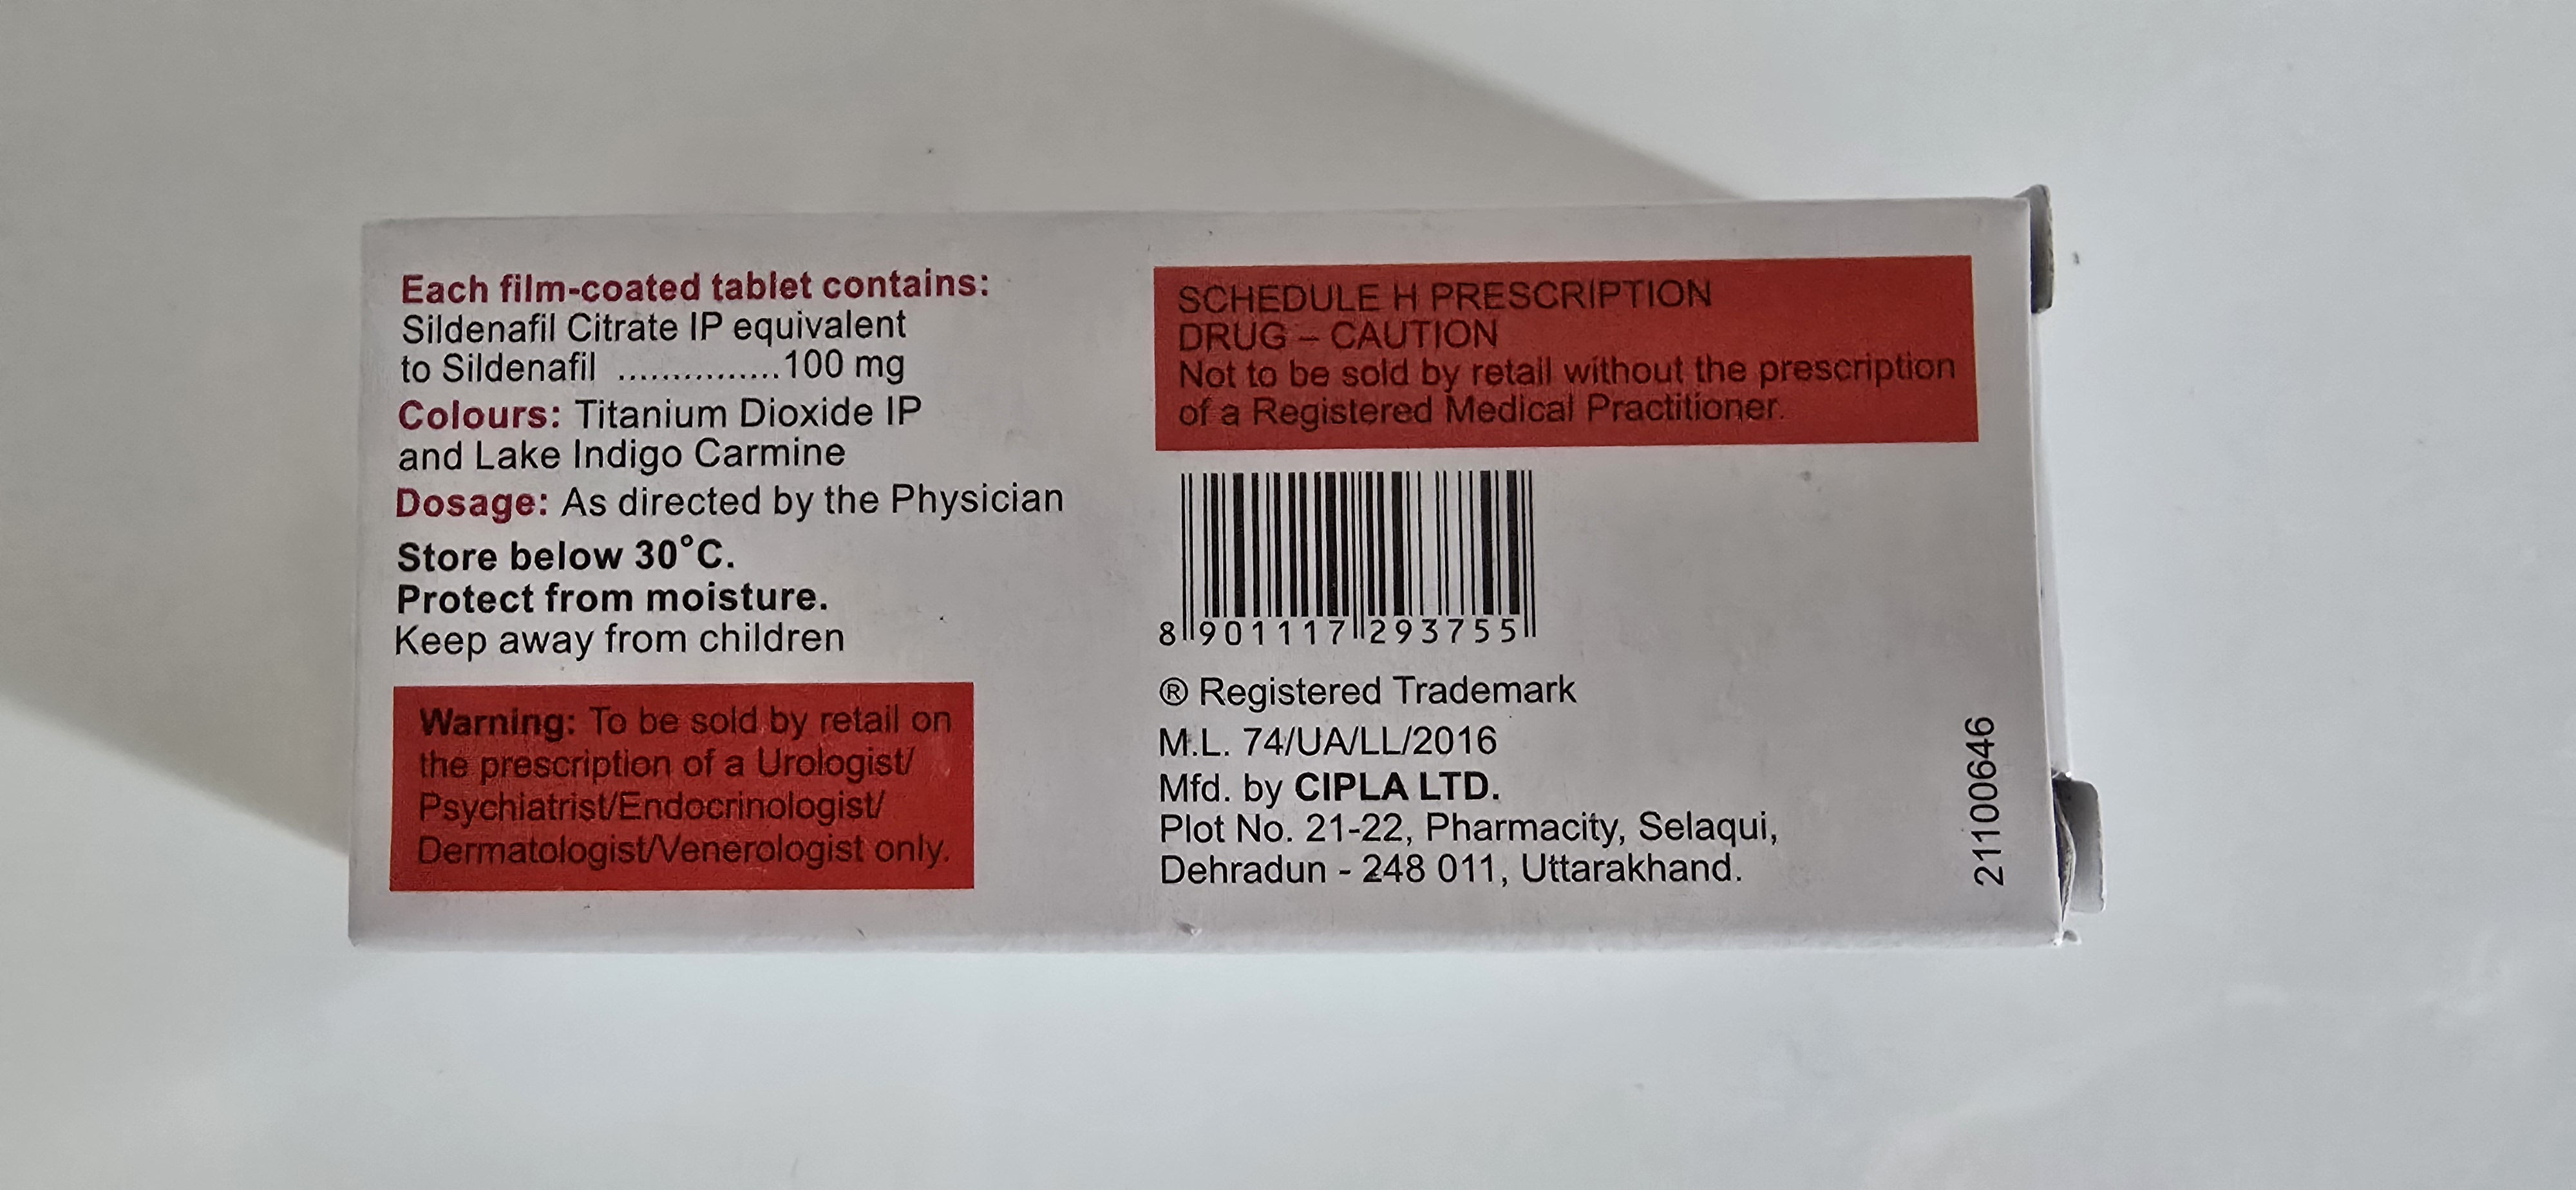 Each film-coated tablet contains:
Sildenafil Citrate IP equivalent
to Sildenafil ...............100 mg
Colours: Titanium Dioxide IP
and Lake Indigo Carmine
Dosage: As directed by the Physician
Store below 30°C.
Protect from moisture.
Keep away from children
Warning: To be sold by retail on
the prescription of a Urologist/
Psychiatrist/Endocrinologist/
Dermatologist/Venerologist only.
SCHEDULE H PRESCRIPTION
DRUG – CAUTION
Not to be sold by retail without the prescription
of a Registered Medical Practitioner.
8 901117 293755
® Registered Trademark
M.L. 74/UA/LL/2016
Mfd. by CIPLA LTD.
Plot No. 21-22, Pharmacity, Selaqui,
Dehradun - 248 011, Uttarakhand.
21100646